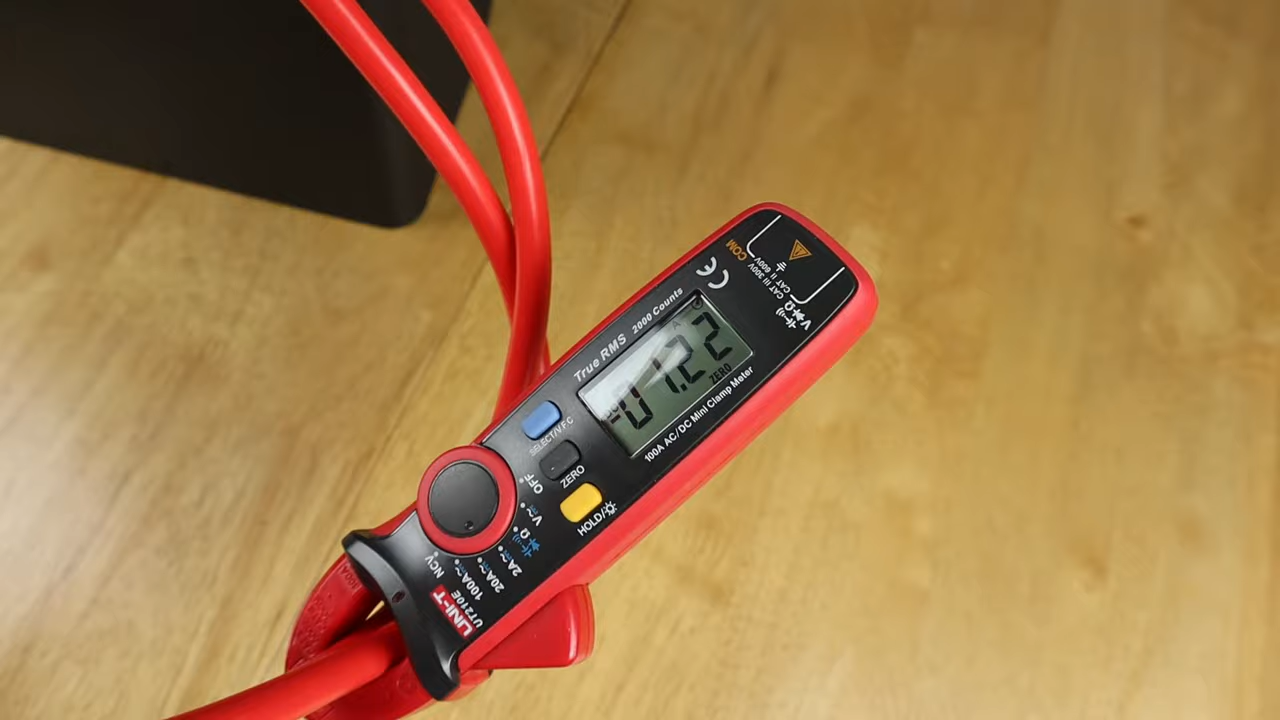 COM
CAT III 300V
CAT II 600V
VΩ
CE
True RMS 2000 Counts
A
-01.22
ZERO
100A AC/DC Mini Clamp Meter
SELECT/V.F.C
ZERO
HOLD/
OFF
V
Ω
2A
20A
100A
NCV
UNI-T
UT210E